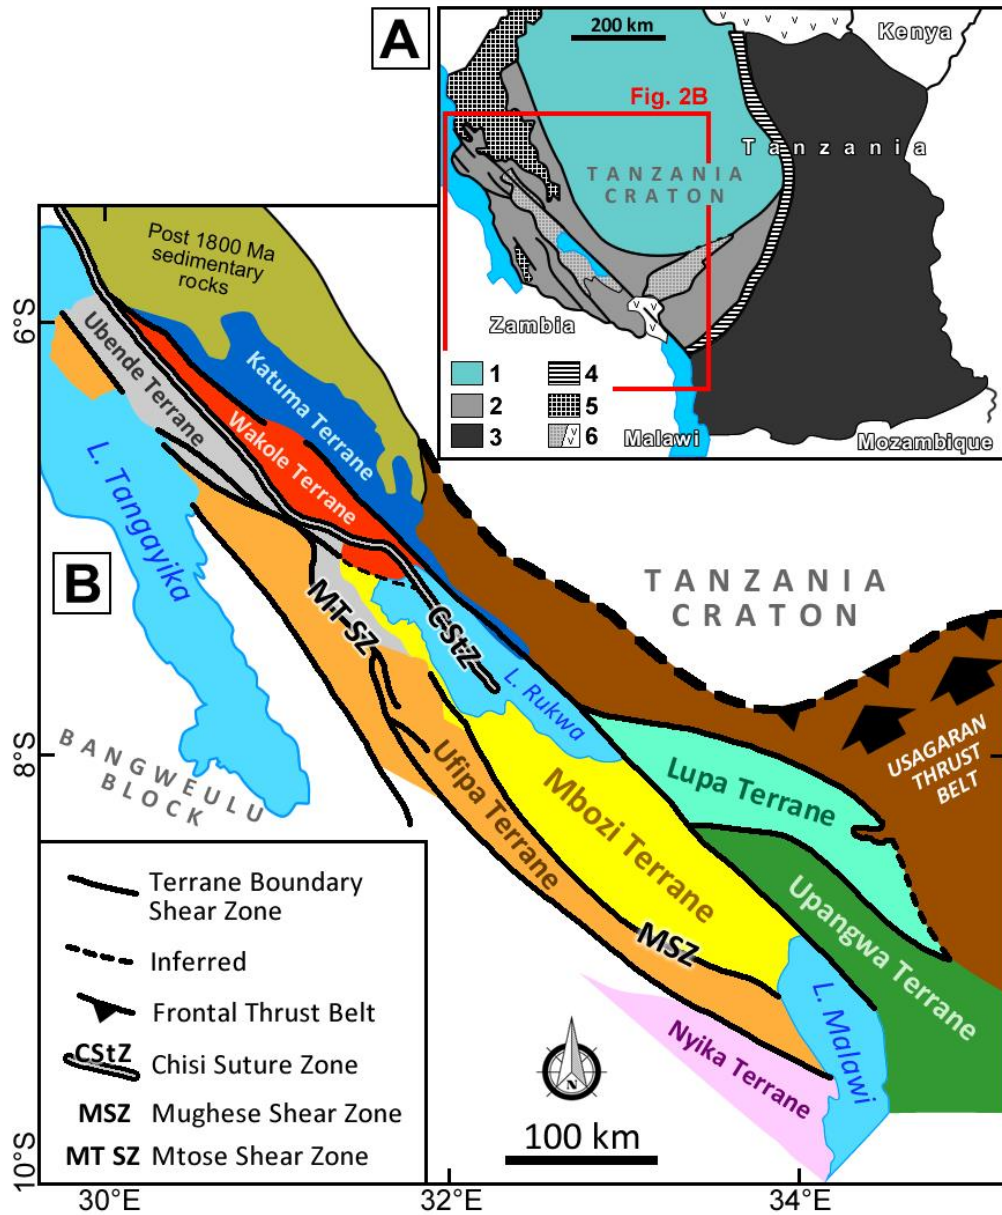 A
200 km
Kenya
Fig. 2B
Tanzania
TANZANIA
CRATON
Zambia
1
2
3
4
5
6
v v v v v v v
v v v
Malawi
Mozambique
B
Post 1800 Ma
sedimentary
rocks
6°S
Ubende Terrane
Katuma Terrane
Wakole Terrane
L. Tangayika
TANZANIA
CRATON
MT SZ
CStZ
L. Rukwa
8°S
BANGWEULU
BLOCK
USAGARAN
THRUST
BELT
Lupa Terrane
Ufipa Terrane
Mbozi Terrane
Upangwa Terrane
MSZ
L. Malawi
Nyika Terrane
Terrane Boundary
Shear Zone
Inferred
Frontal Thrust Belt
CStZ
Chisi Suture Zone
MSZ Mughese Shear Zone
MT SZ Mtose Shear Zone
N
100 km
10°S
30°E
32°E
34°E